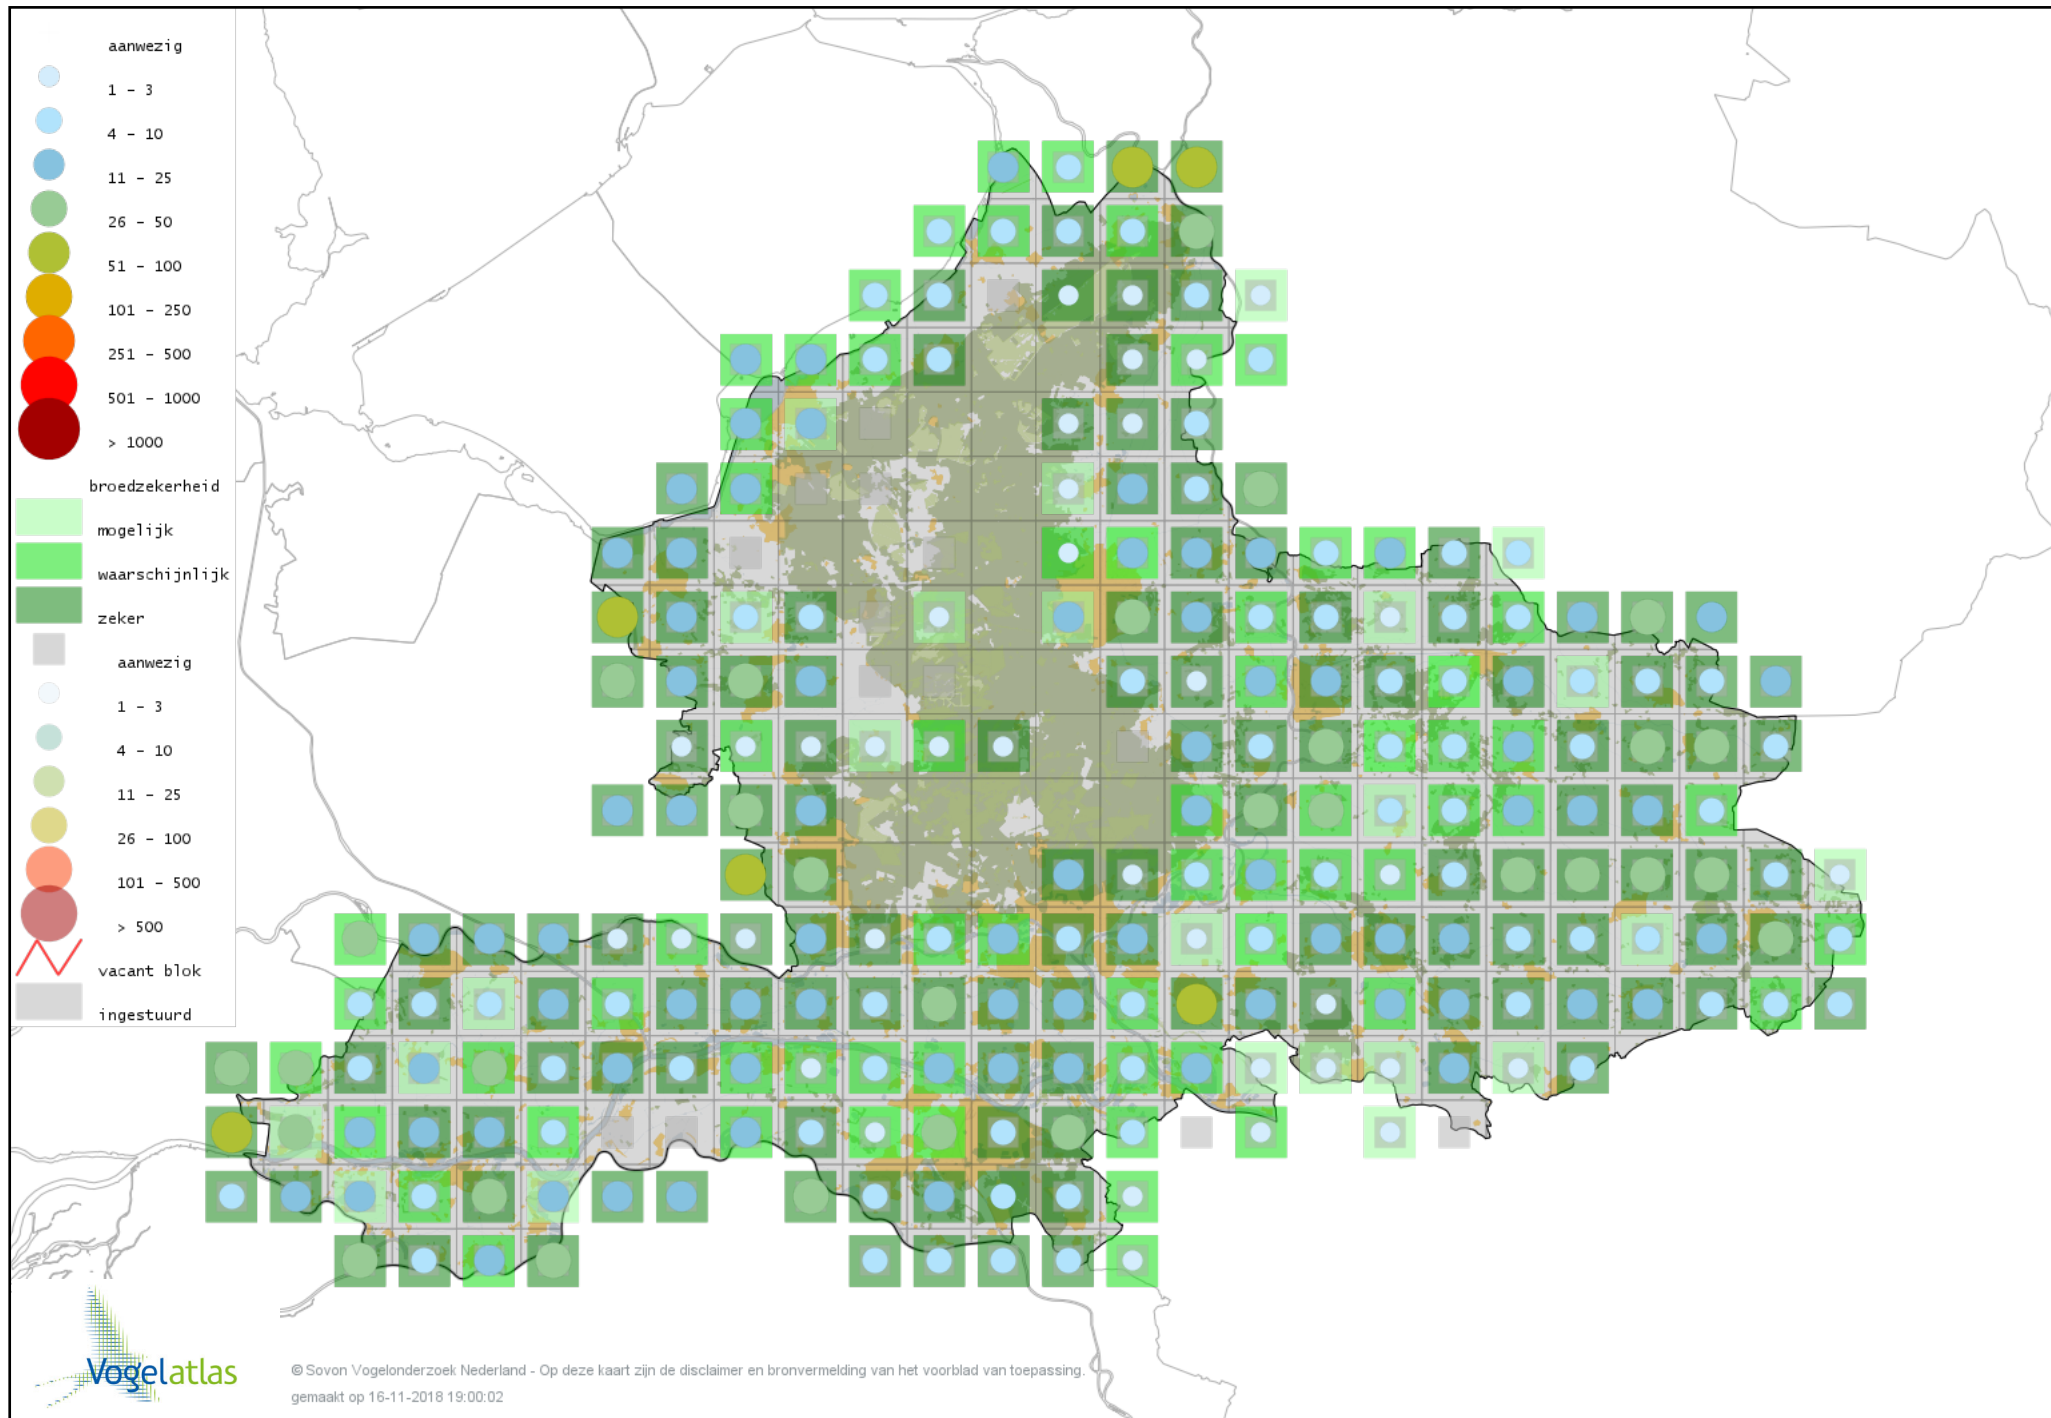 aanwezig
1 - 3
4 - 10
11 - 25
26 - 50
51 - 100
101 - 250
251 - 500
501 - 1000
> 1000
broedzekerheid
mogelijk
waarschijnlijk
zeker
aanwezig
1 - 3
4 - 10
11 - 25
26 - 100
101 - 500
> 500
vacant blok
ingestuurd
Vogelatlas
© Sovon Vogelonderzoek Nederland - Op deze kaart zijn de disclaimer en bronvermelding van het voorblad van toepassing.
gemaakt op 16-11-2018 19:00:02